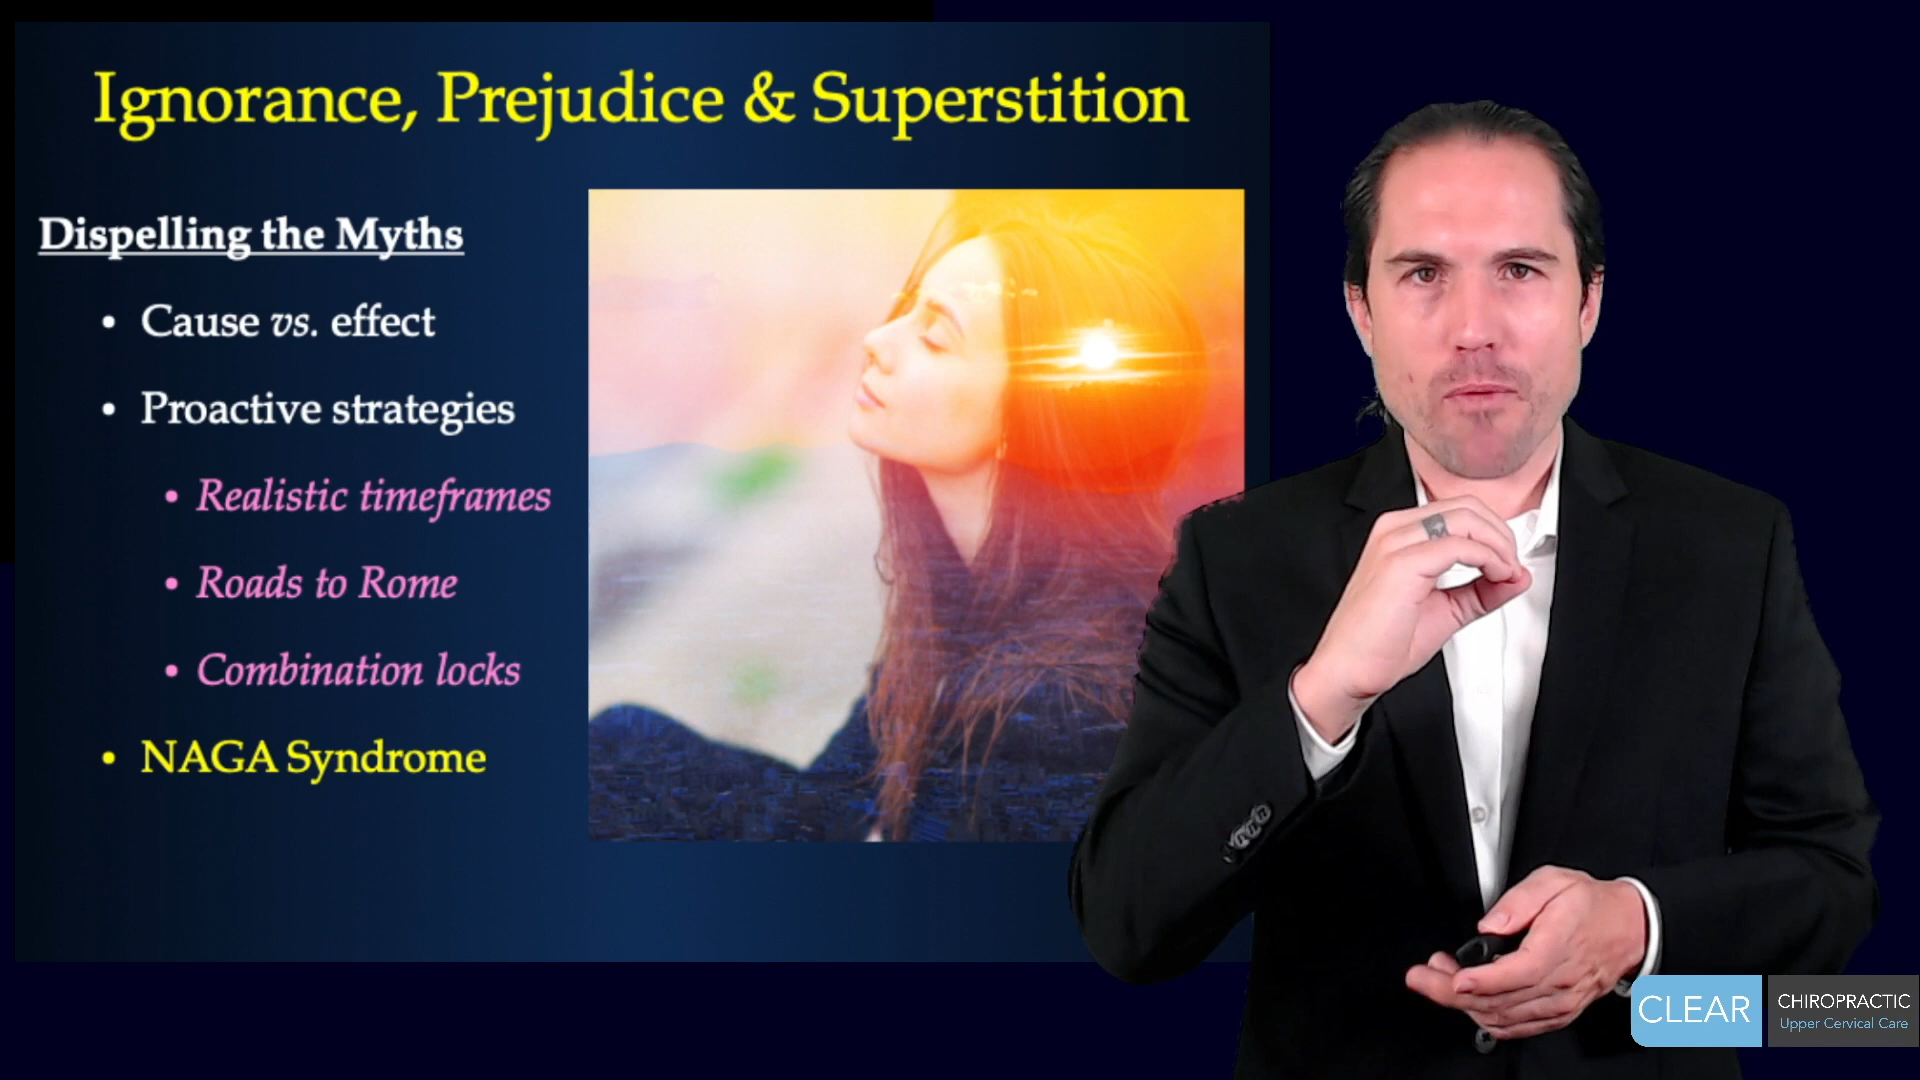 Ignorance, Prejudice & Superstition
Dispelling the Myths
• Cause vs. effect
• Proactive strategies
• Realistic timeframes
• Roads to Rome
• Combination locks
• NAGA Syndrome
CLEAR
CHIROPRACTIC
Upper Cervical Care